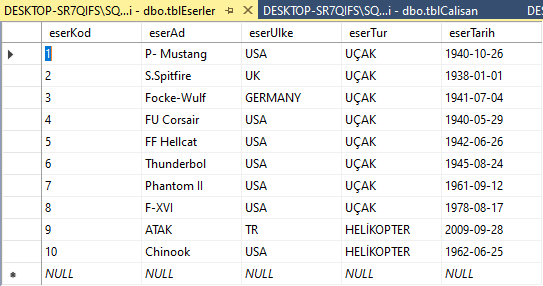 DESKTOP-SR7QIFS\SQ...i - dbo.tblEserler DESKTOP-SR7QIFS\SQ...i - dbo.tblCalisan DES
eserKod eserAd eserUlke eserTur eserTarih
1 P- Mustang USA UÇAK 1940-10-26
2 S.Spitfire UK UÇAK 1938-01-01
3 Focke-Wulf GERMANY UÇAK 1941-07-04
4 FU Corsair USA UÇAK 1940-05-29
5 FF Hellcat USA UÇAK 1942-06-26
6 Thunderbol USA UÇAK 1945-08-24
7 Phantom II USA UÇAK 1961-09-12
8 F-XVI USA UÇAK 1978-08-17
9 ATAK TR HELİKOPTER 2009-09-28
10 Chinook USA HELİKOPTER 1962-06-25
NULL NULL NULL NULL NULL